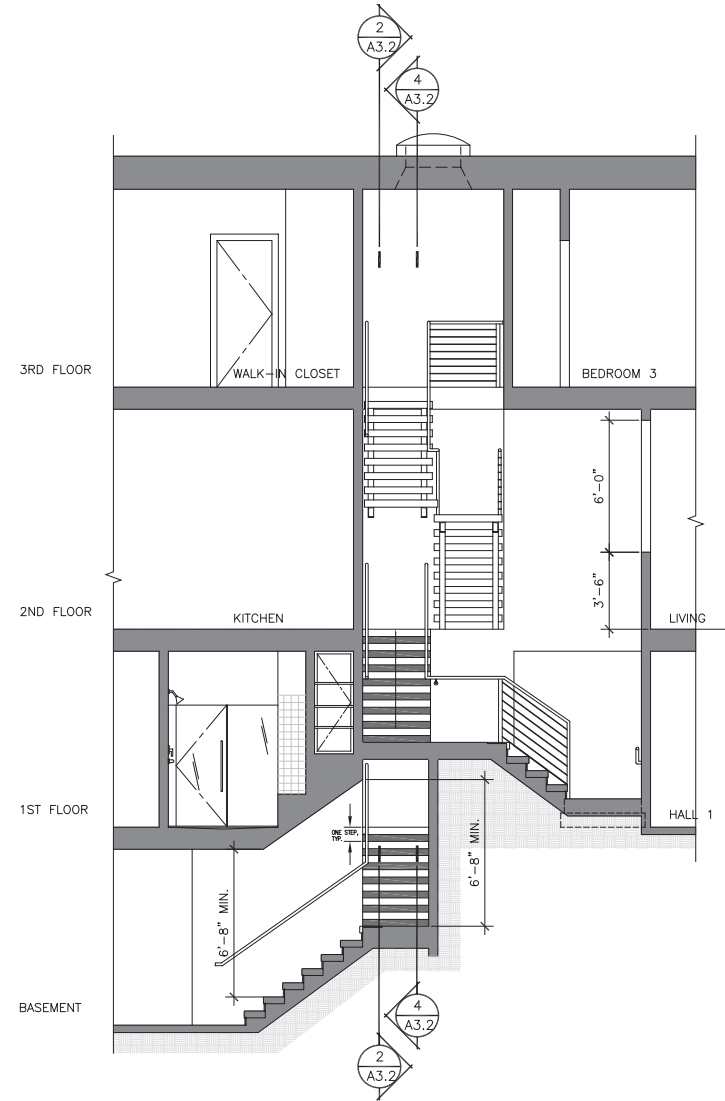 2
A3.2
4
A3.2
3RD FLOOR
WALK-IN CLOSET
BEDROOM 3
6'-0"
3'-6"
2ND FLOOR
KITCHEN
LIVING
1ST FLOOR
HALL 1
ONE STEP,
TYP.
6'-8" MIN.
6'-8" MIN.
BASEMENT
4
A3.2
2
A3.2